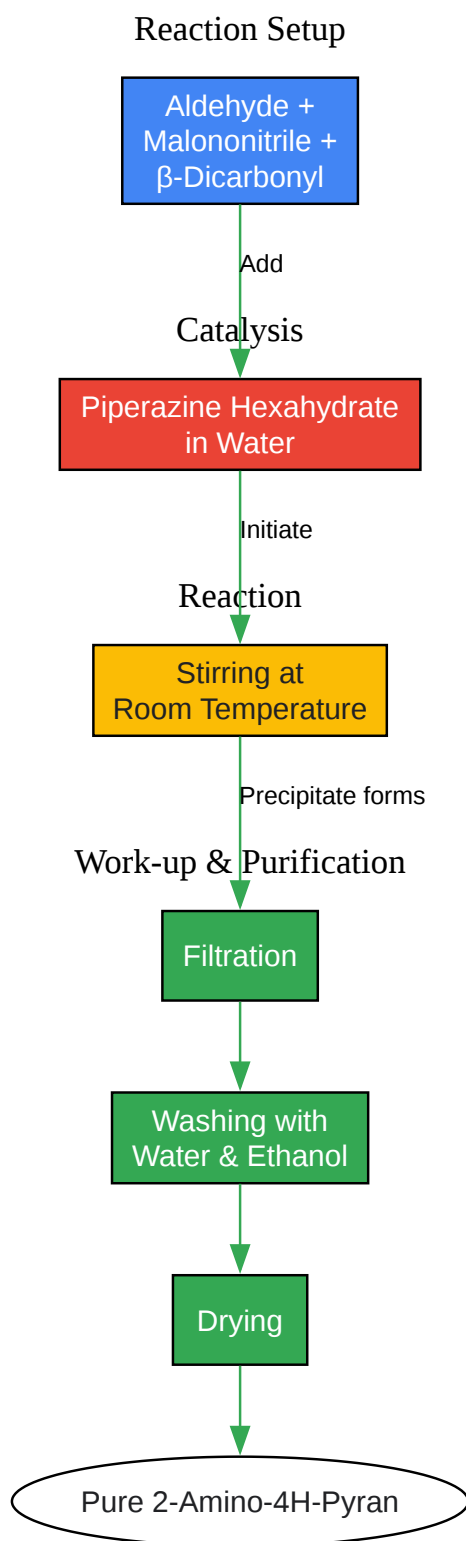 Reaction Setup
Aldehyde +
Malononitrile +
β-Dicarbonyl
Add
Catalysis
Piperazine Hexahydrate
in Water
Initiate
Reaction
Stirring at
Room Temperature
Precipitate forms
Work-up & Purification
Filtration
Washing with
Water & Ethanol
Drying
Pure 2-Amino-4H-Pyran